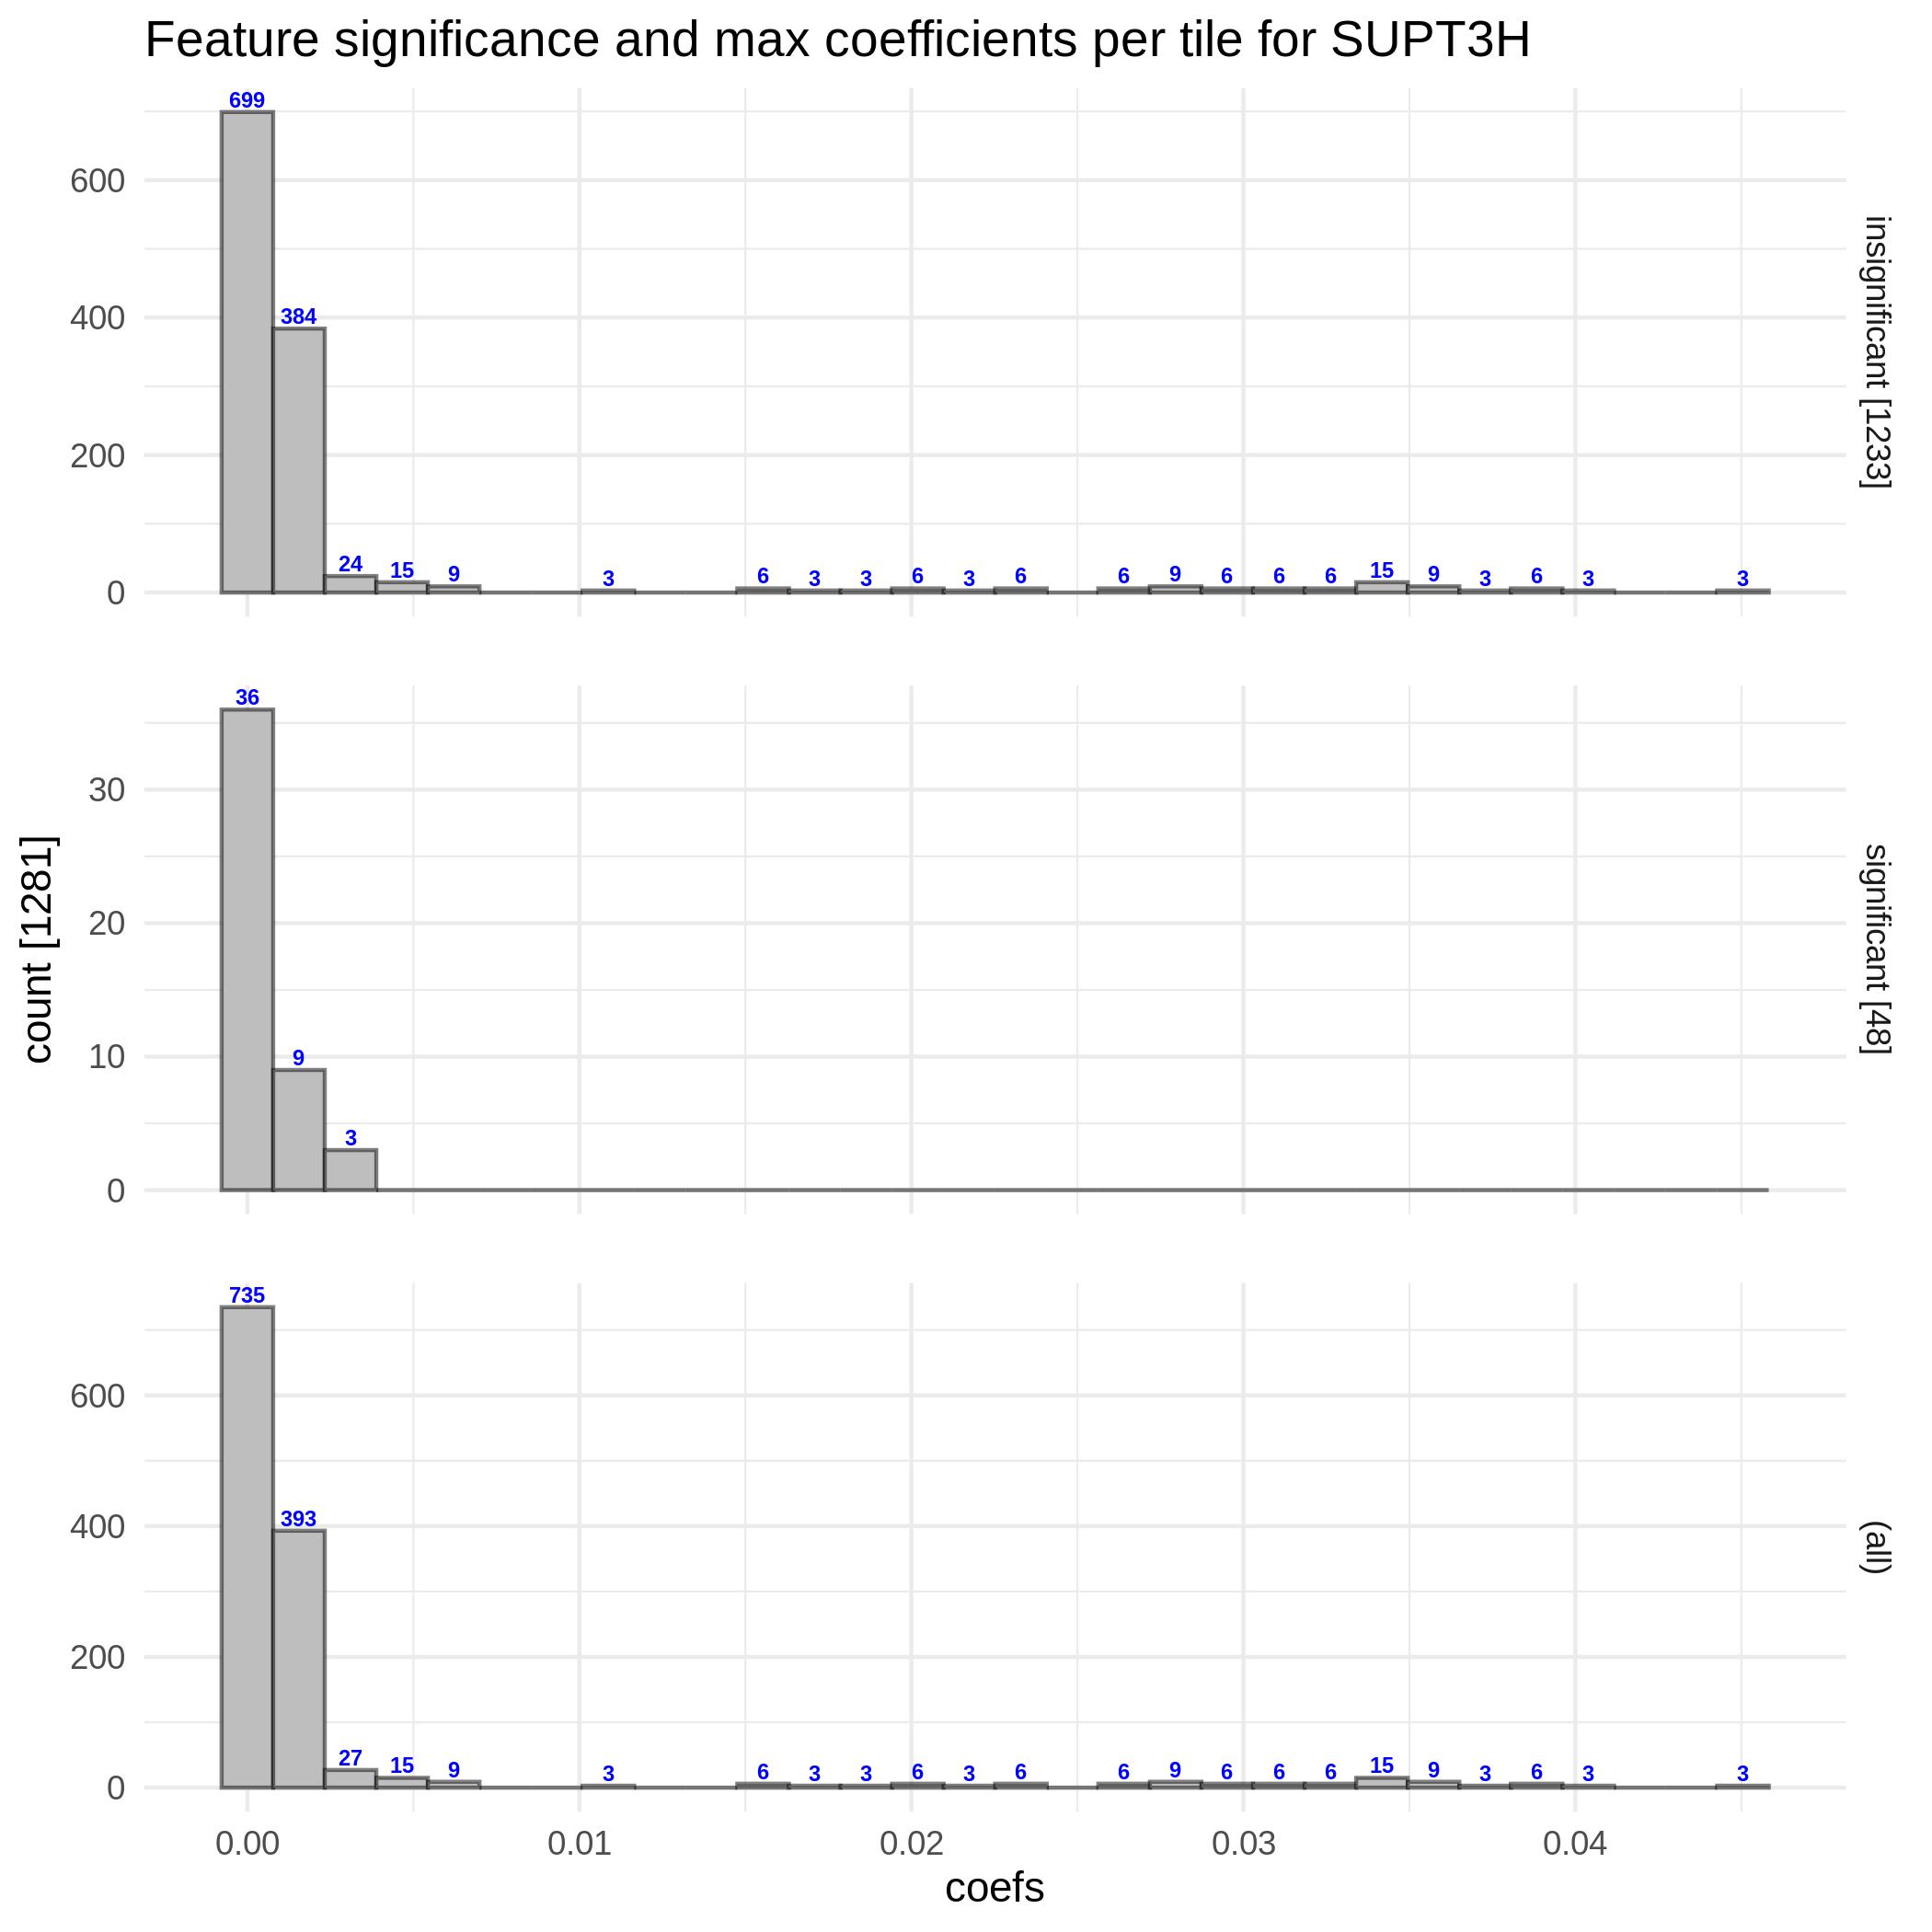 Feature significance and max coefficients per tile for SUPT3H
699
384
24 15 9 3 6 3 3 6 3 6 6 9 6 6 6 15 9 3 6 3 3
600
400
200
0
insignificant [1233]
36
9
3
30
20
10
0
significant [48]
count [1281]
735
393
27 15 9 3 6 3 3 6 3 6 6 9 6 6 6 15 9 3 6 3 3
600
400
200
0
(all)
0.00 0.01 0.02 0.03 0.04
coefs